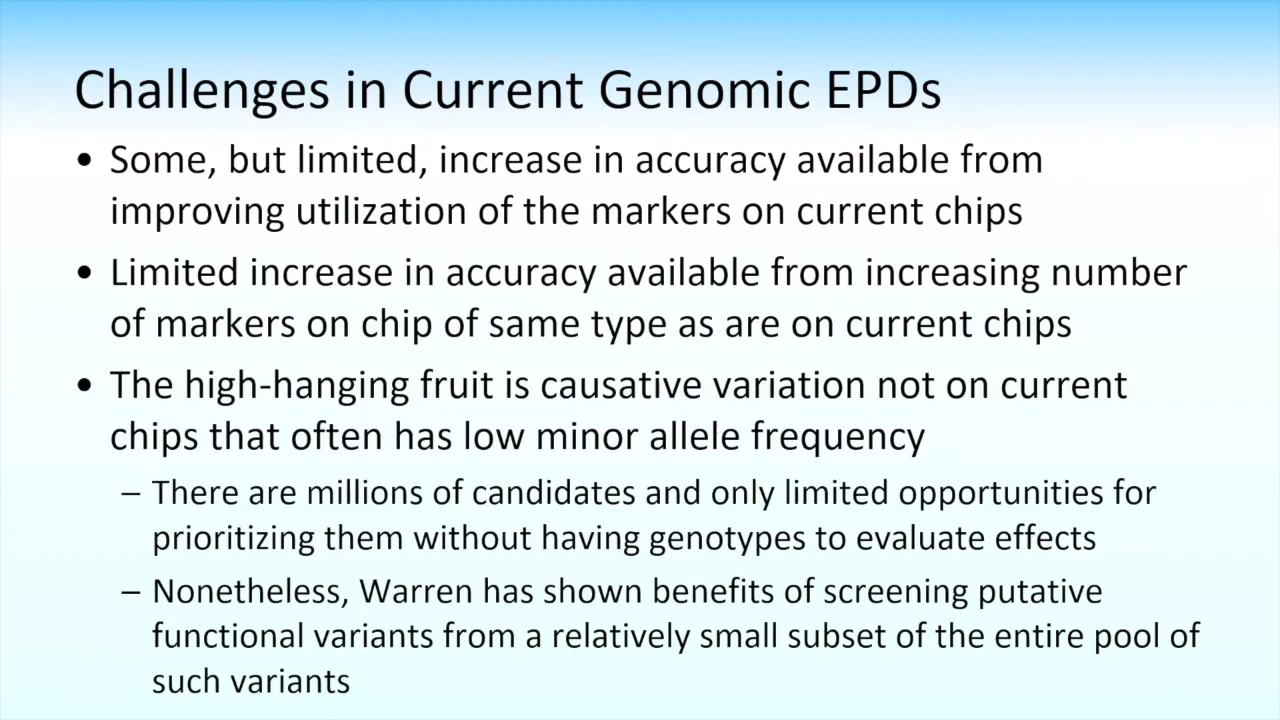 Challenges in Current Genomic EPDs
• Some, but limited, increase in accuracy available from
improving utilization of the markers on current chips
• Limited increase in accuracy available from increasing number
of markers on chip of same type as are on current chips
• The high-hanging fruit is causative variation not on current
chips that often has low minor allele frequency
– There are millions of candidates and only limited opportunities for
prioritizing them without having genotypes to evaluate effects
– Nonetheless, Warren has shown benefits of screening putative
functional variants from a relatively small subset of the entire pool of
such variants